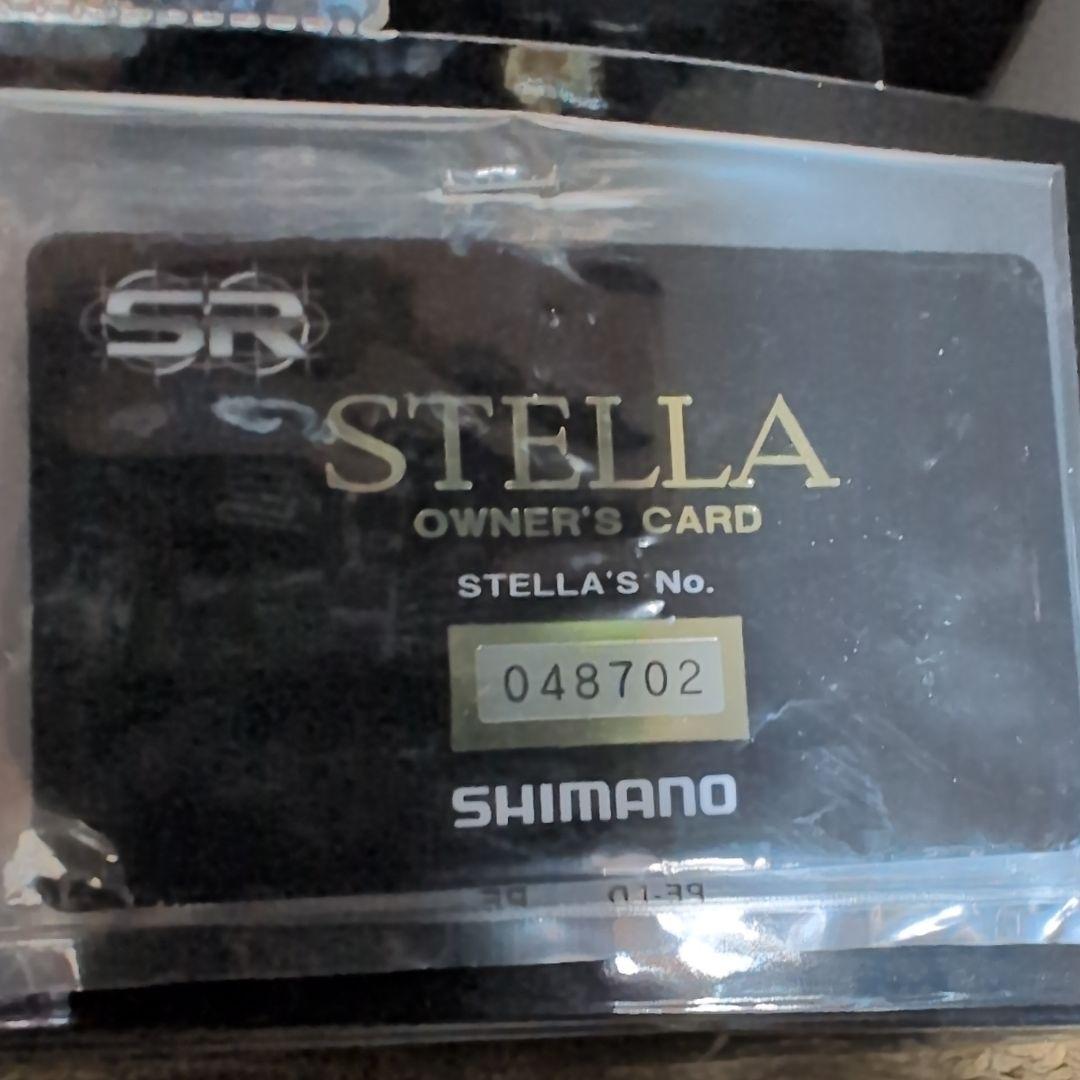 SR
STELLA
OWNER'S CARD
STELLA'S No.
048702
SHIMANO